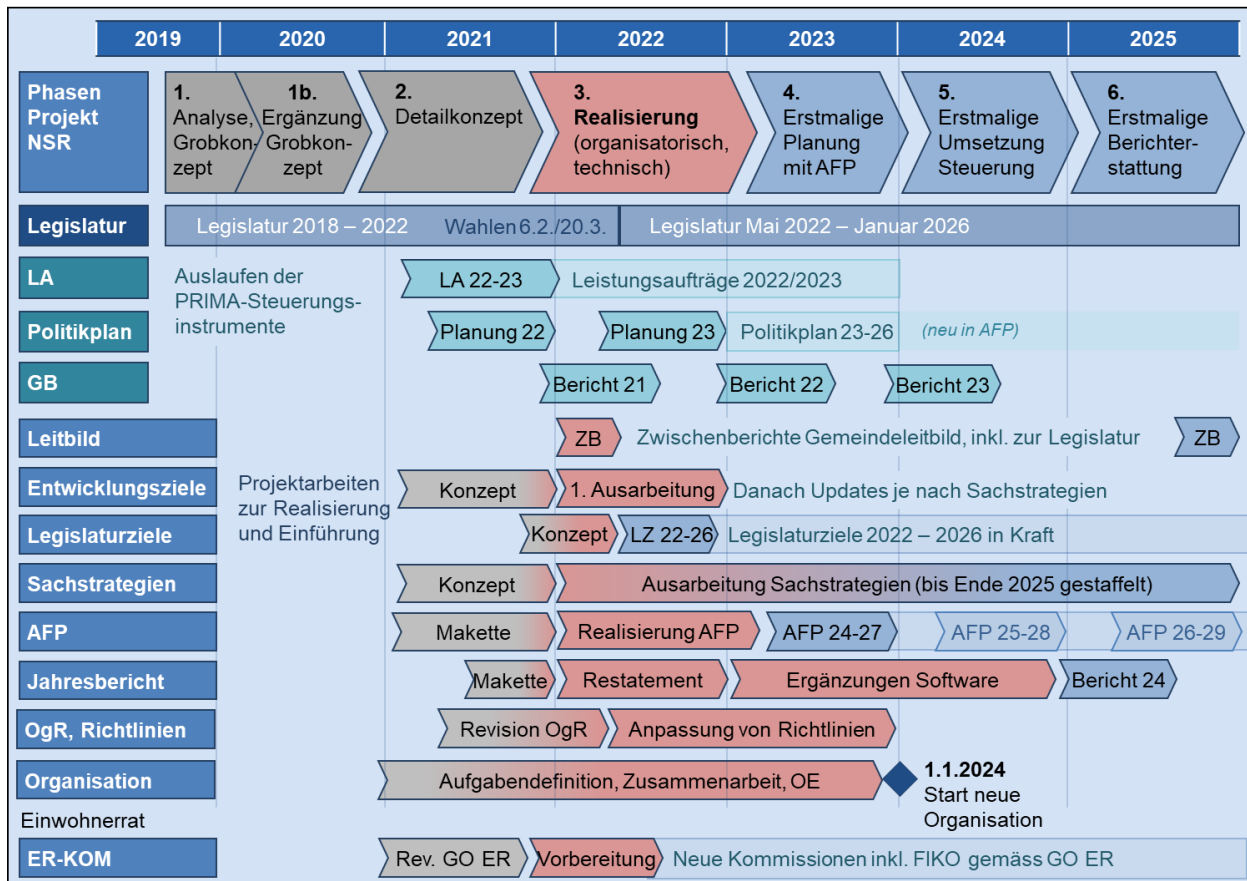 2019 2020 2021 2022 2023 2024 2025
Phasen
Projekt
NSR
1.
Analyse,
Grobkon-
zept
1b.
Ergänzung
Grobkon-
zept
2.
Detailkonzept
3.
Realisierung
(organisatorisch,
technisch)
4.
Erstmalige
Planung
mit AFP
5.
Erstmalige
Umsetzung
Steuerung
6.
Erstmalige
Berichter-
stattung
Legislatur Legislatur 2018 – 2022 Wahlen 6.2./20.3. Legislatur Mai 2022 – Januar 2026
Auslaufen der
PRIMA-Steuerungs-
instrumente
LA LA 22-23 Leistungsaufträge 2022/2023
Politikplan Planung 22 Planung 23 Politikplan 23-26 (neu in AFP)
GB Bericht 21 Bericht 22 Bericht 23
Leitbild ZB Zwischenberichte Gemeindeleitbild, inkl. zur Legislatur ZB
Projektarbeiten
zur Realisierung
und Einführung
Entwicklungsziele Konzept 1. Ausarbeitung Danach Updates je nach Sachstrategien
Legislaturziele Konzept LZ 22-26 Legislaturziele 2022 – 2026 in Kraft
Sachstrategien Konzept Ausarbeitung Sachstrategien (bis Ende 2025 gestaffelt)
AFP Makette Realisierung AFP AFP 24-27 AFP 25-28 AFP 26-29
Jahresbericht Makette Restatement Ergänzungen Software Bericht 24
OgR, Richtlinien Revision OgR Anpassung von Richtlinien
Organisation Aufgabendefinition, Zusammenarbeit, OE
1.1.2024
Start neue
Organisation
Einwohnerrat
ER-KOM Rev. GO ER Vorbereitung Neue Kommissionen inkl. FIKO gemäss GO ER